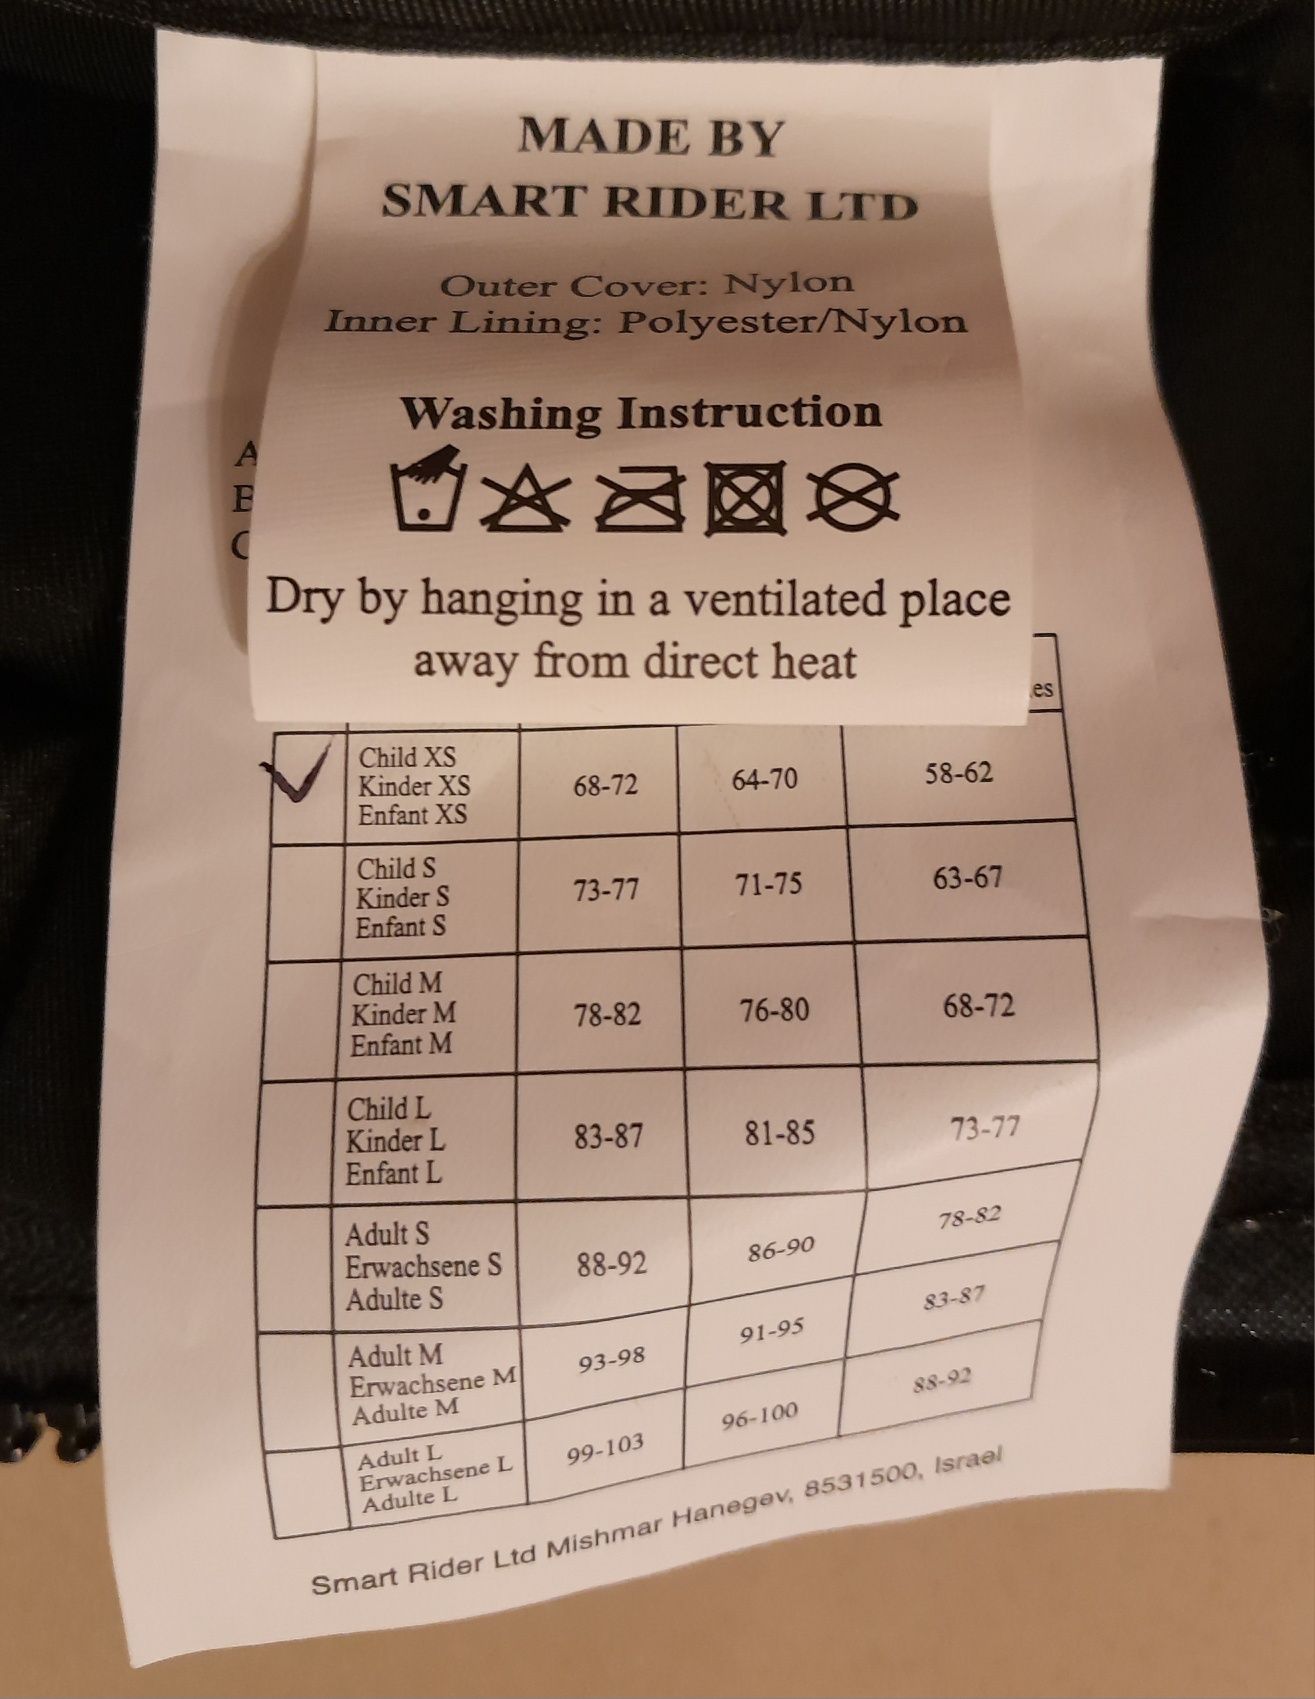 MADE BY
SMART RIDER LTD
Outer Cover: Nylon
Inner Lining: Polyester/Nylon
Washing Instruction
Dry by hanging in a ventilated place
away from direct heat
Child XS
Kinder XS
Enfant XS
68-72
64-70
58-62
Child S
Kinder S
Enfant S
73-77
71-75
63-67
Child M
Kinder M
Enfant M
78-82
76-80
68-72
Child L
Kinder L
Enfant L
83-87
81-85
73-77
Adult S
Erwachsene S
Adulte S
88-92
86-90
78-82
Adult M
Erwachsene M
Adulte M
93-98
91-95
83-87
Adult L
Erwachsene L
Adulte L
99-103
96-100
88-92
Smart Rider Ltd Mishmar Hanegev, 8531500, Israel